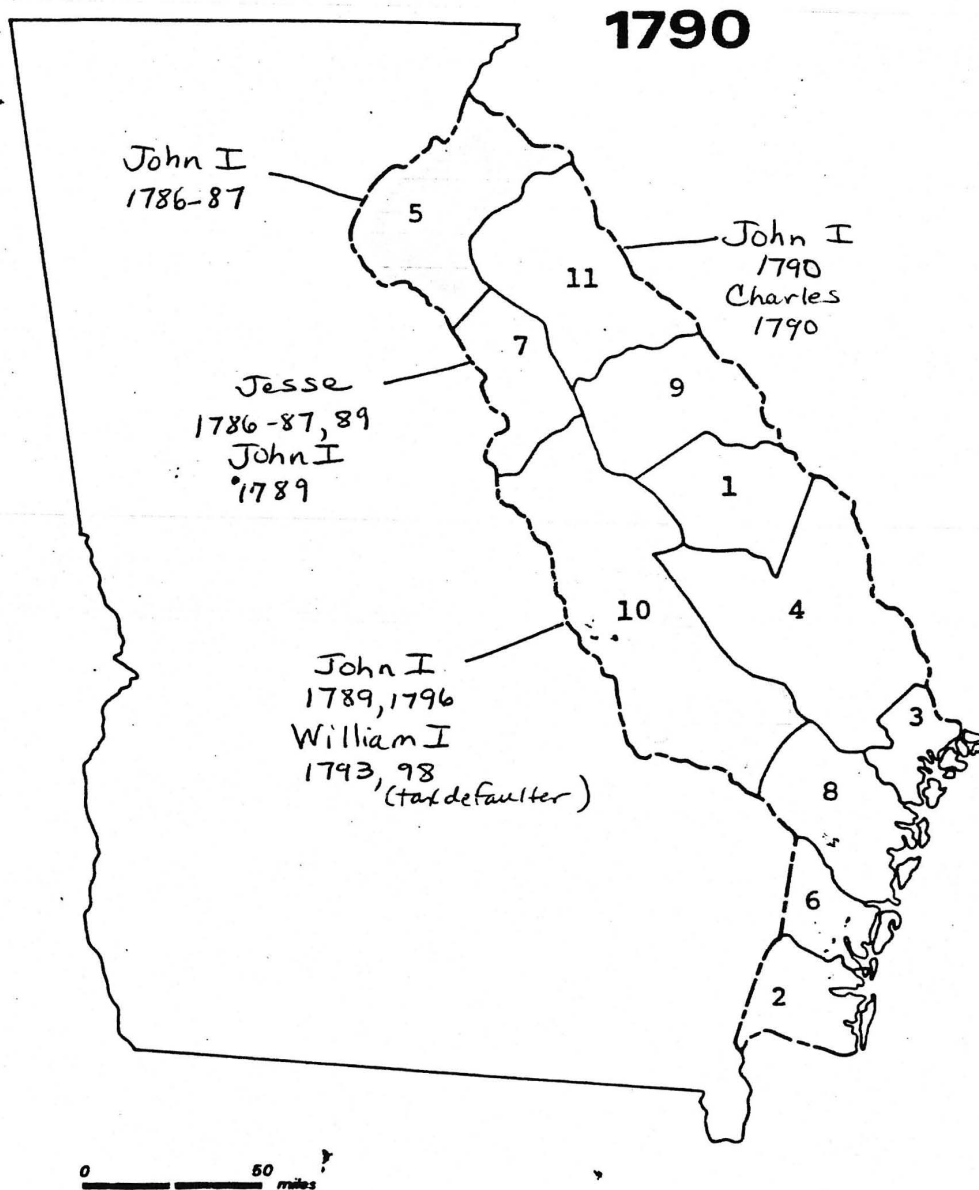 1790
John I
1786-87
5
John I
1790
Charles
1790
11
7
Jesse
1786-87, 89
John I
1789
9
1
10
4
John I
1789, 1796
William I
1793, 98
(tax defaulter)
3
8
6
2
0 50 miles